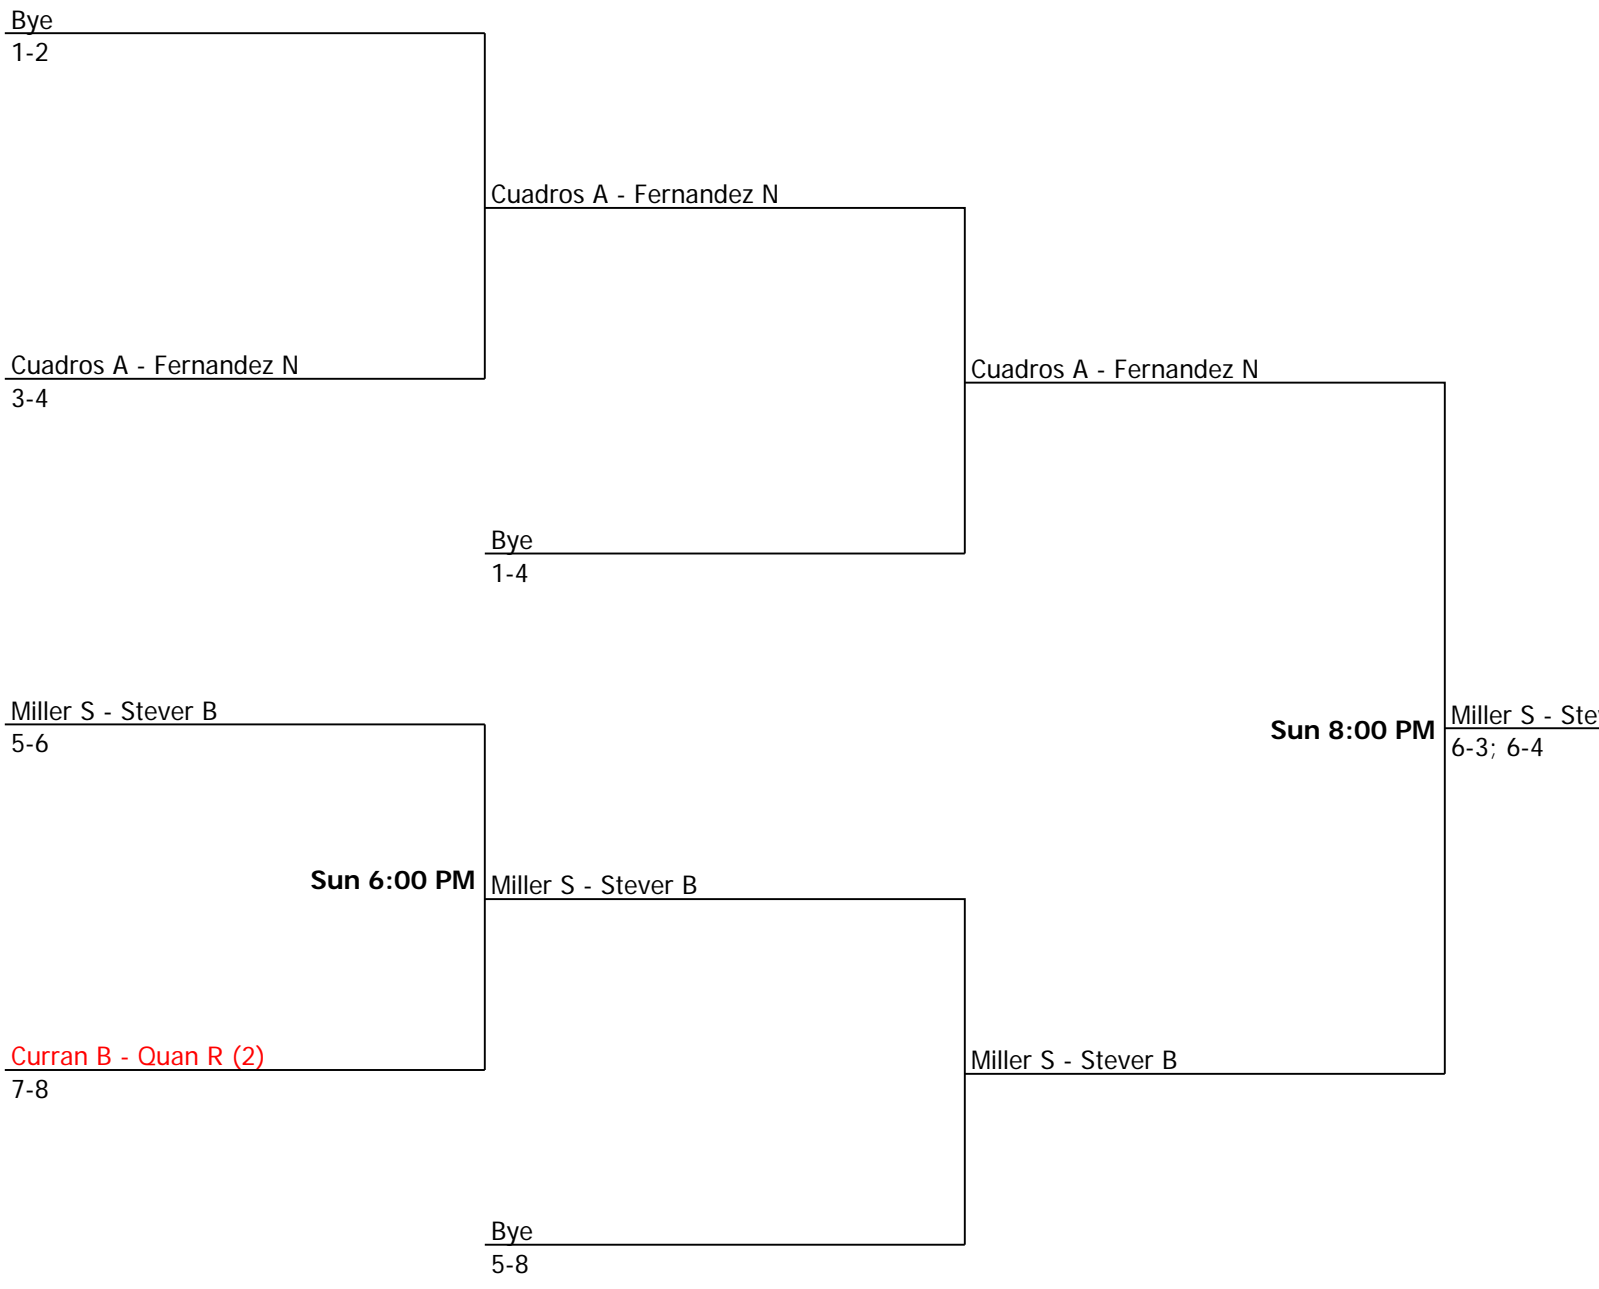 Bye
1-2
Cuadros A - Fernandez N
Cuadros A - Fernandez N
3-4
Cuadros A - Fernandez N
Bye
1-4
Miller S - Stever B
5-6
Sun 8:00 PM
Miller S -
6-3; 6-4
Sun 6:00 PM
Miller S - Stever B
Curran B - Quan R (2)
7-8
Miller S - Stever B
Bye
5-8